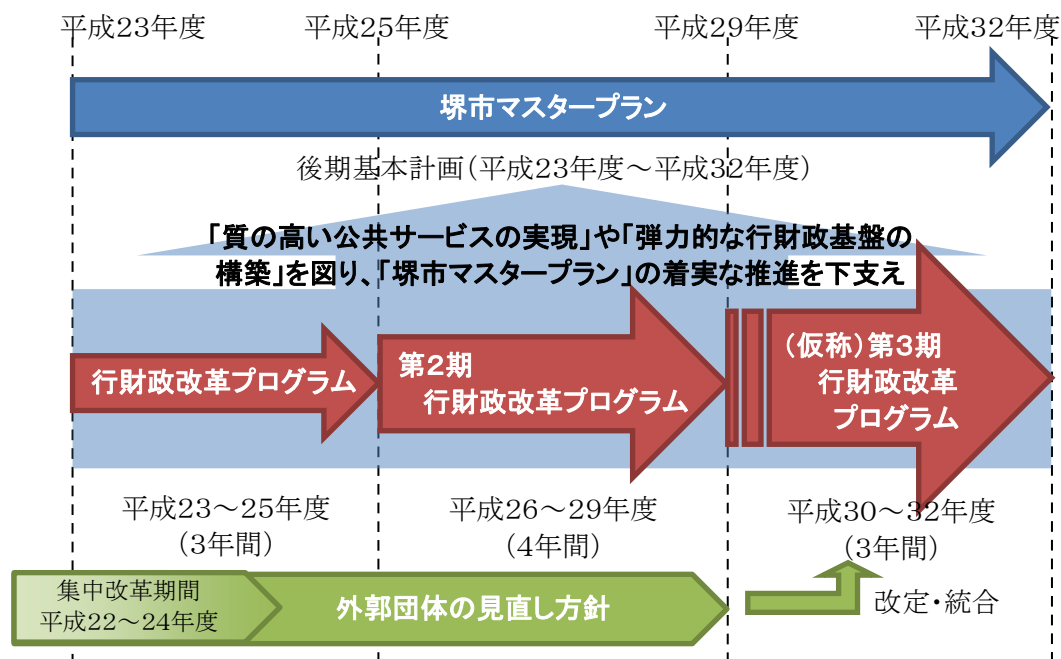 平成23年度
平成25年度
平成29年度
平成32年度
堺市マスタープラン
後期基本計画(平成23年度～平成32年度)
「質の高い公共サービスの実現」や「弾力的な行財政基盤の
構築」を図り、「堺市マスタープラン」の着実な推進を下支え
行財政改革プログラム
第2期
行財政改革プログラム
(仮称)第3期
行財政改革
プログラム
平成23～25年度
(3年間)
平成26～29年度
(4年間)
平成30～32年度
(3年間)
集中改革期間
平成22～24年度
外郭団体の見直し方針
改定・統合